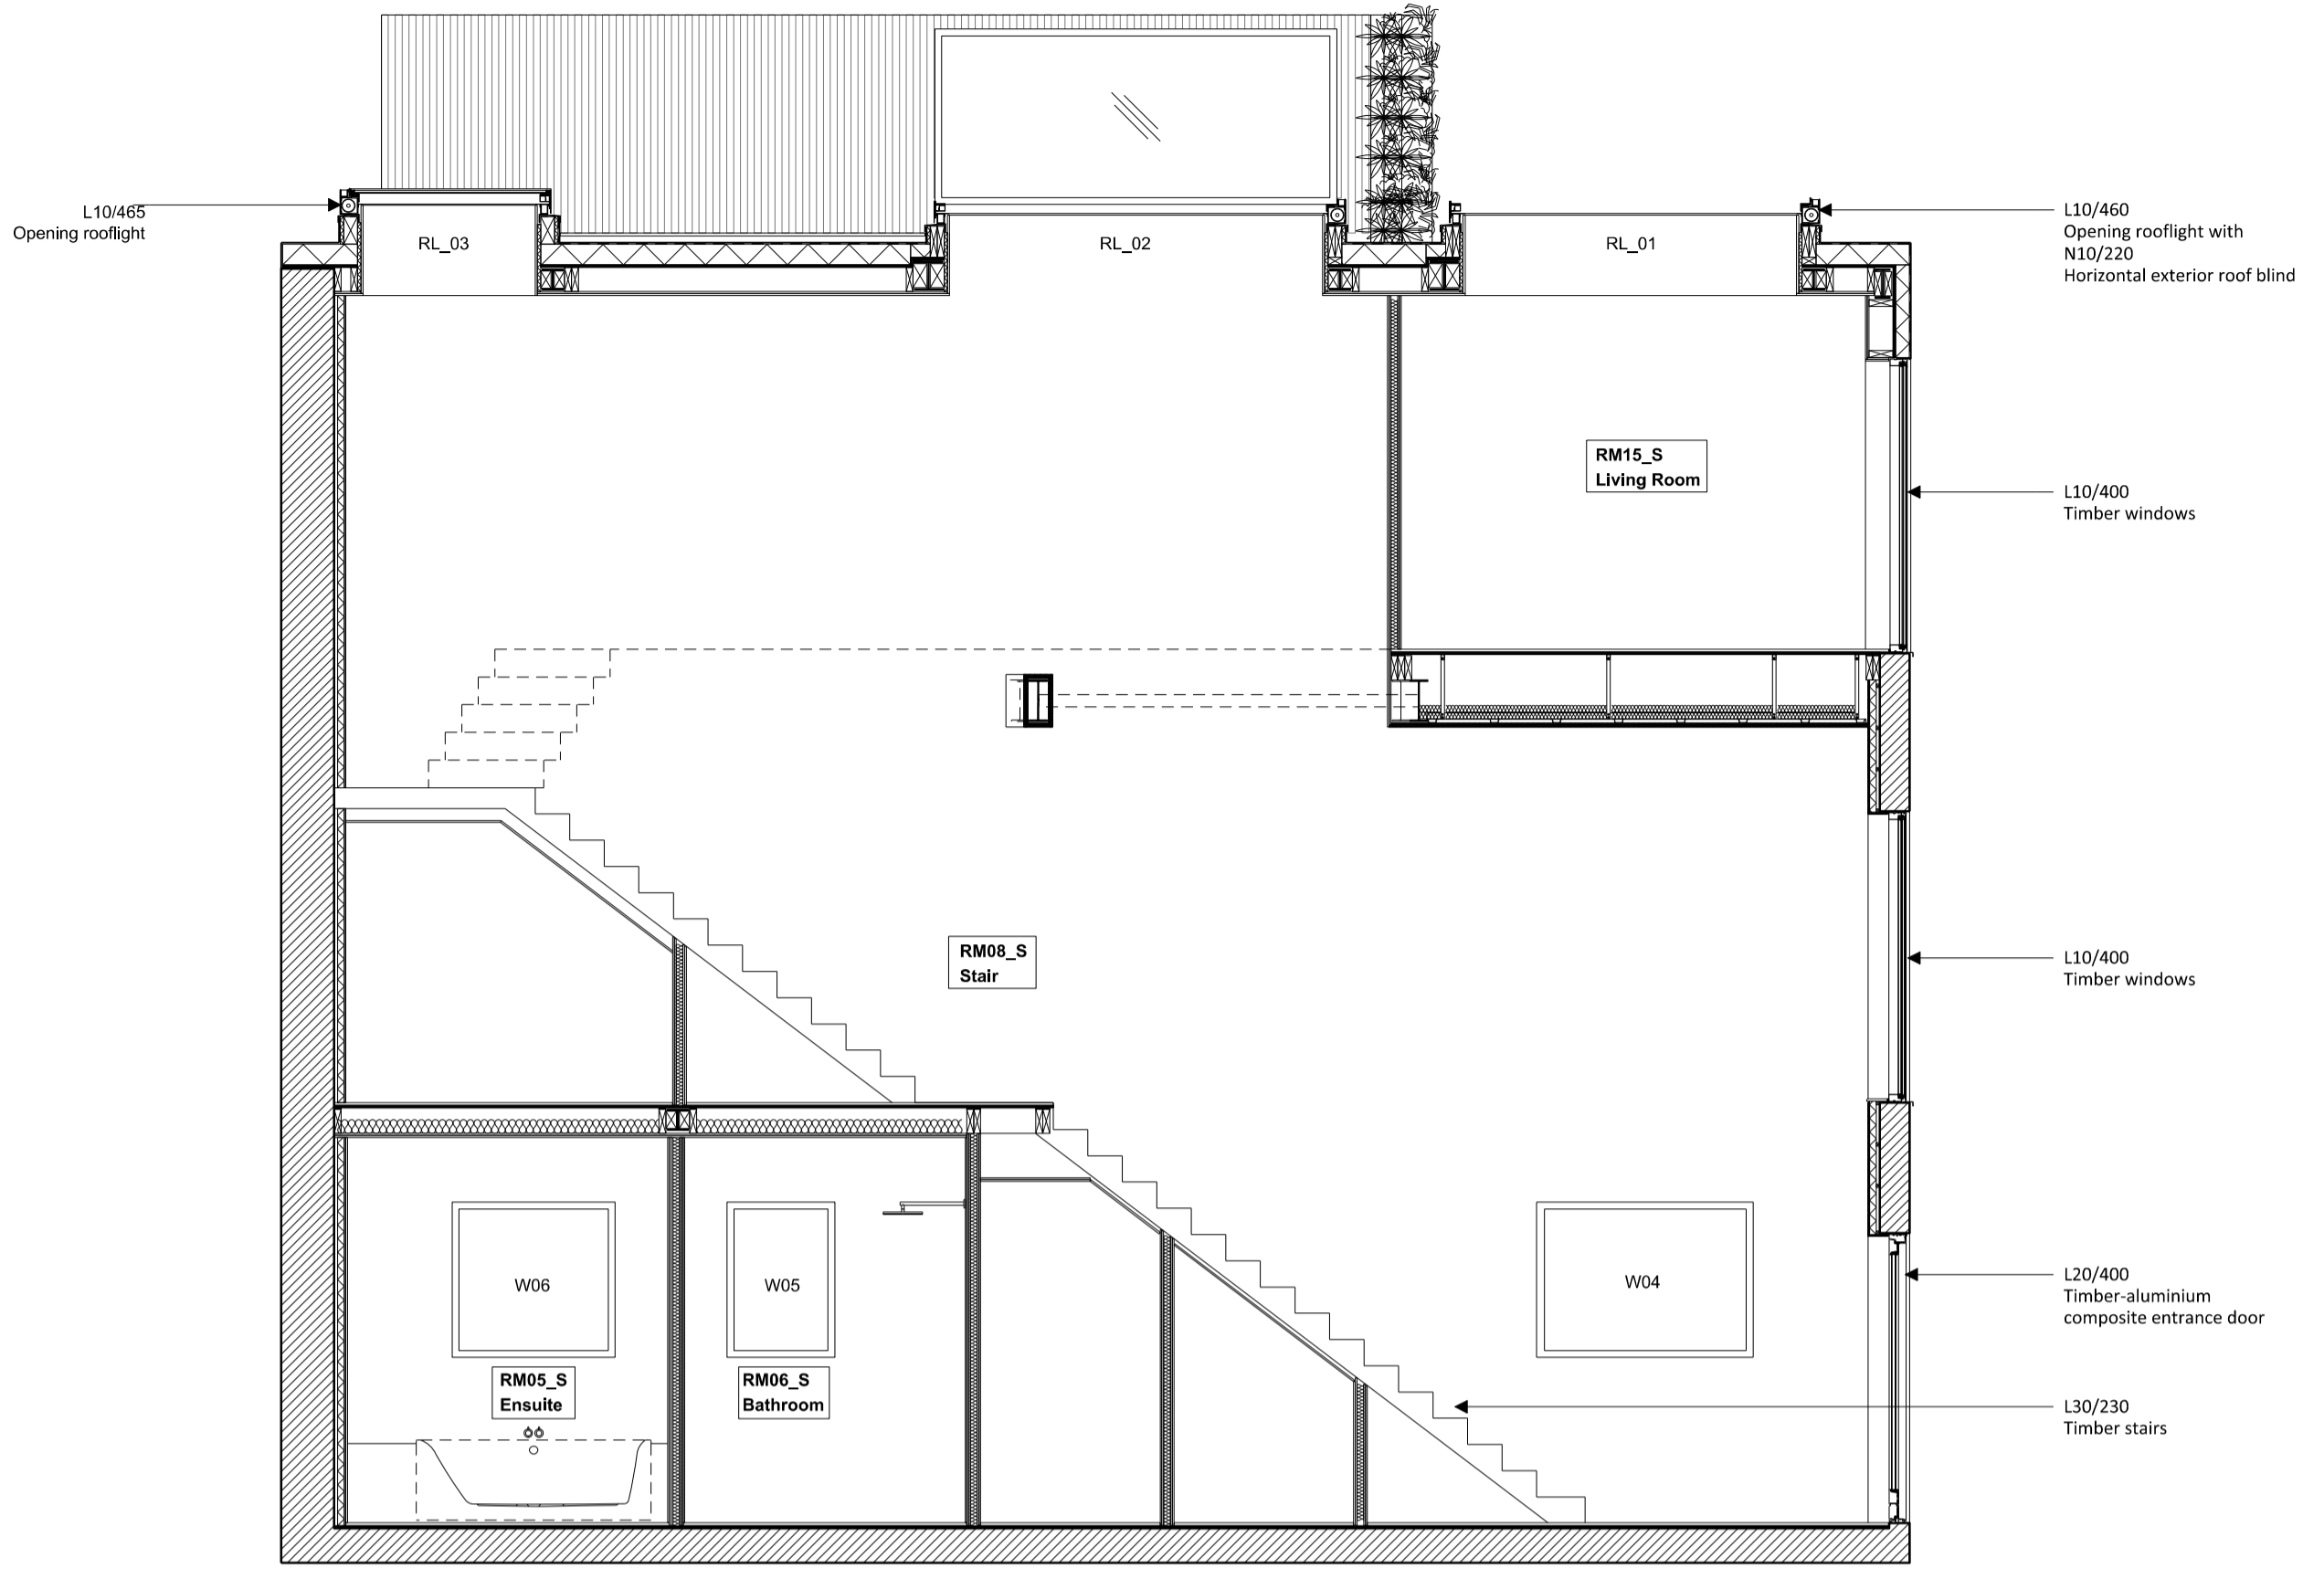 L10/465
Opening rooflight
RL_03
RL_02
RL_01
L10/460
Opening rooflight with
N10/220
Horizontal exterior roof blind
RM15_S
Living Room
L10/400
Timber windows
RM08_S
Stair
L10/400
Timber windows
W06
W05
W04
L20/400
Timber-aluminium
composite entrance door
RM05_S
Ensuite
RM06_S
Bathroom
L30/230
Timber stairs